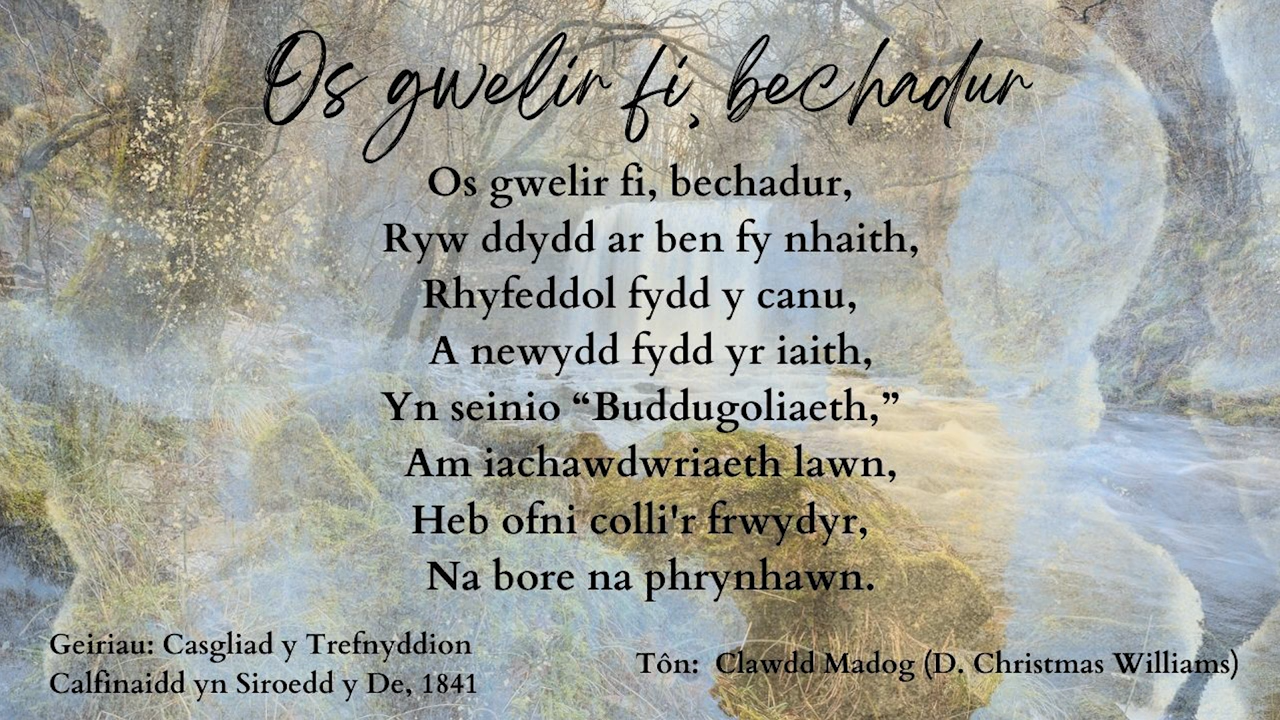 Os gwelir fi, bechadur
Os gwelir fi, bechadur,
Ryw ddydd ar ben fy nhaith,
Rhyfeddol fydd y canu,
A newydd fydd yr iaith,
Yn seinio “Buddugoliaeth,”
Am iachawdwriaeth lawn,
Heb ofni colli'r frwydyr,
Na bore na phrynhawn.
Geiriau: Casgliad y Trefnyddion
Calfinaidd yn Siroedd y De, 1841
Tôn: Clawdd Madog (D. Christmas Williams)